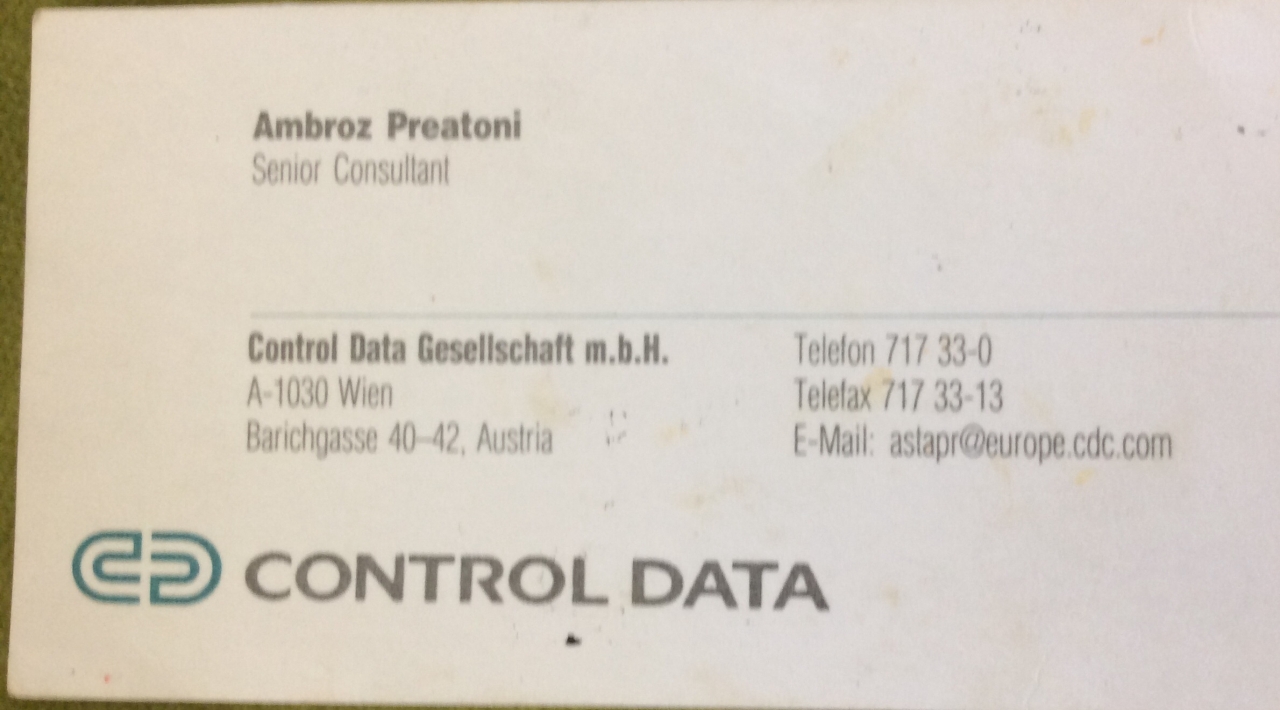 Ambroz Preatoni
Senior Consultant
Control Data Gesellschaft m.b.H.
A-1030 Wien
Barichgasse 40–42, Austria
Telefon 717 33-0
Telefax 717 33-13
E-Mail: astapr@europe.cdc.com
CONTROL DATA